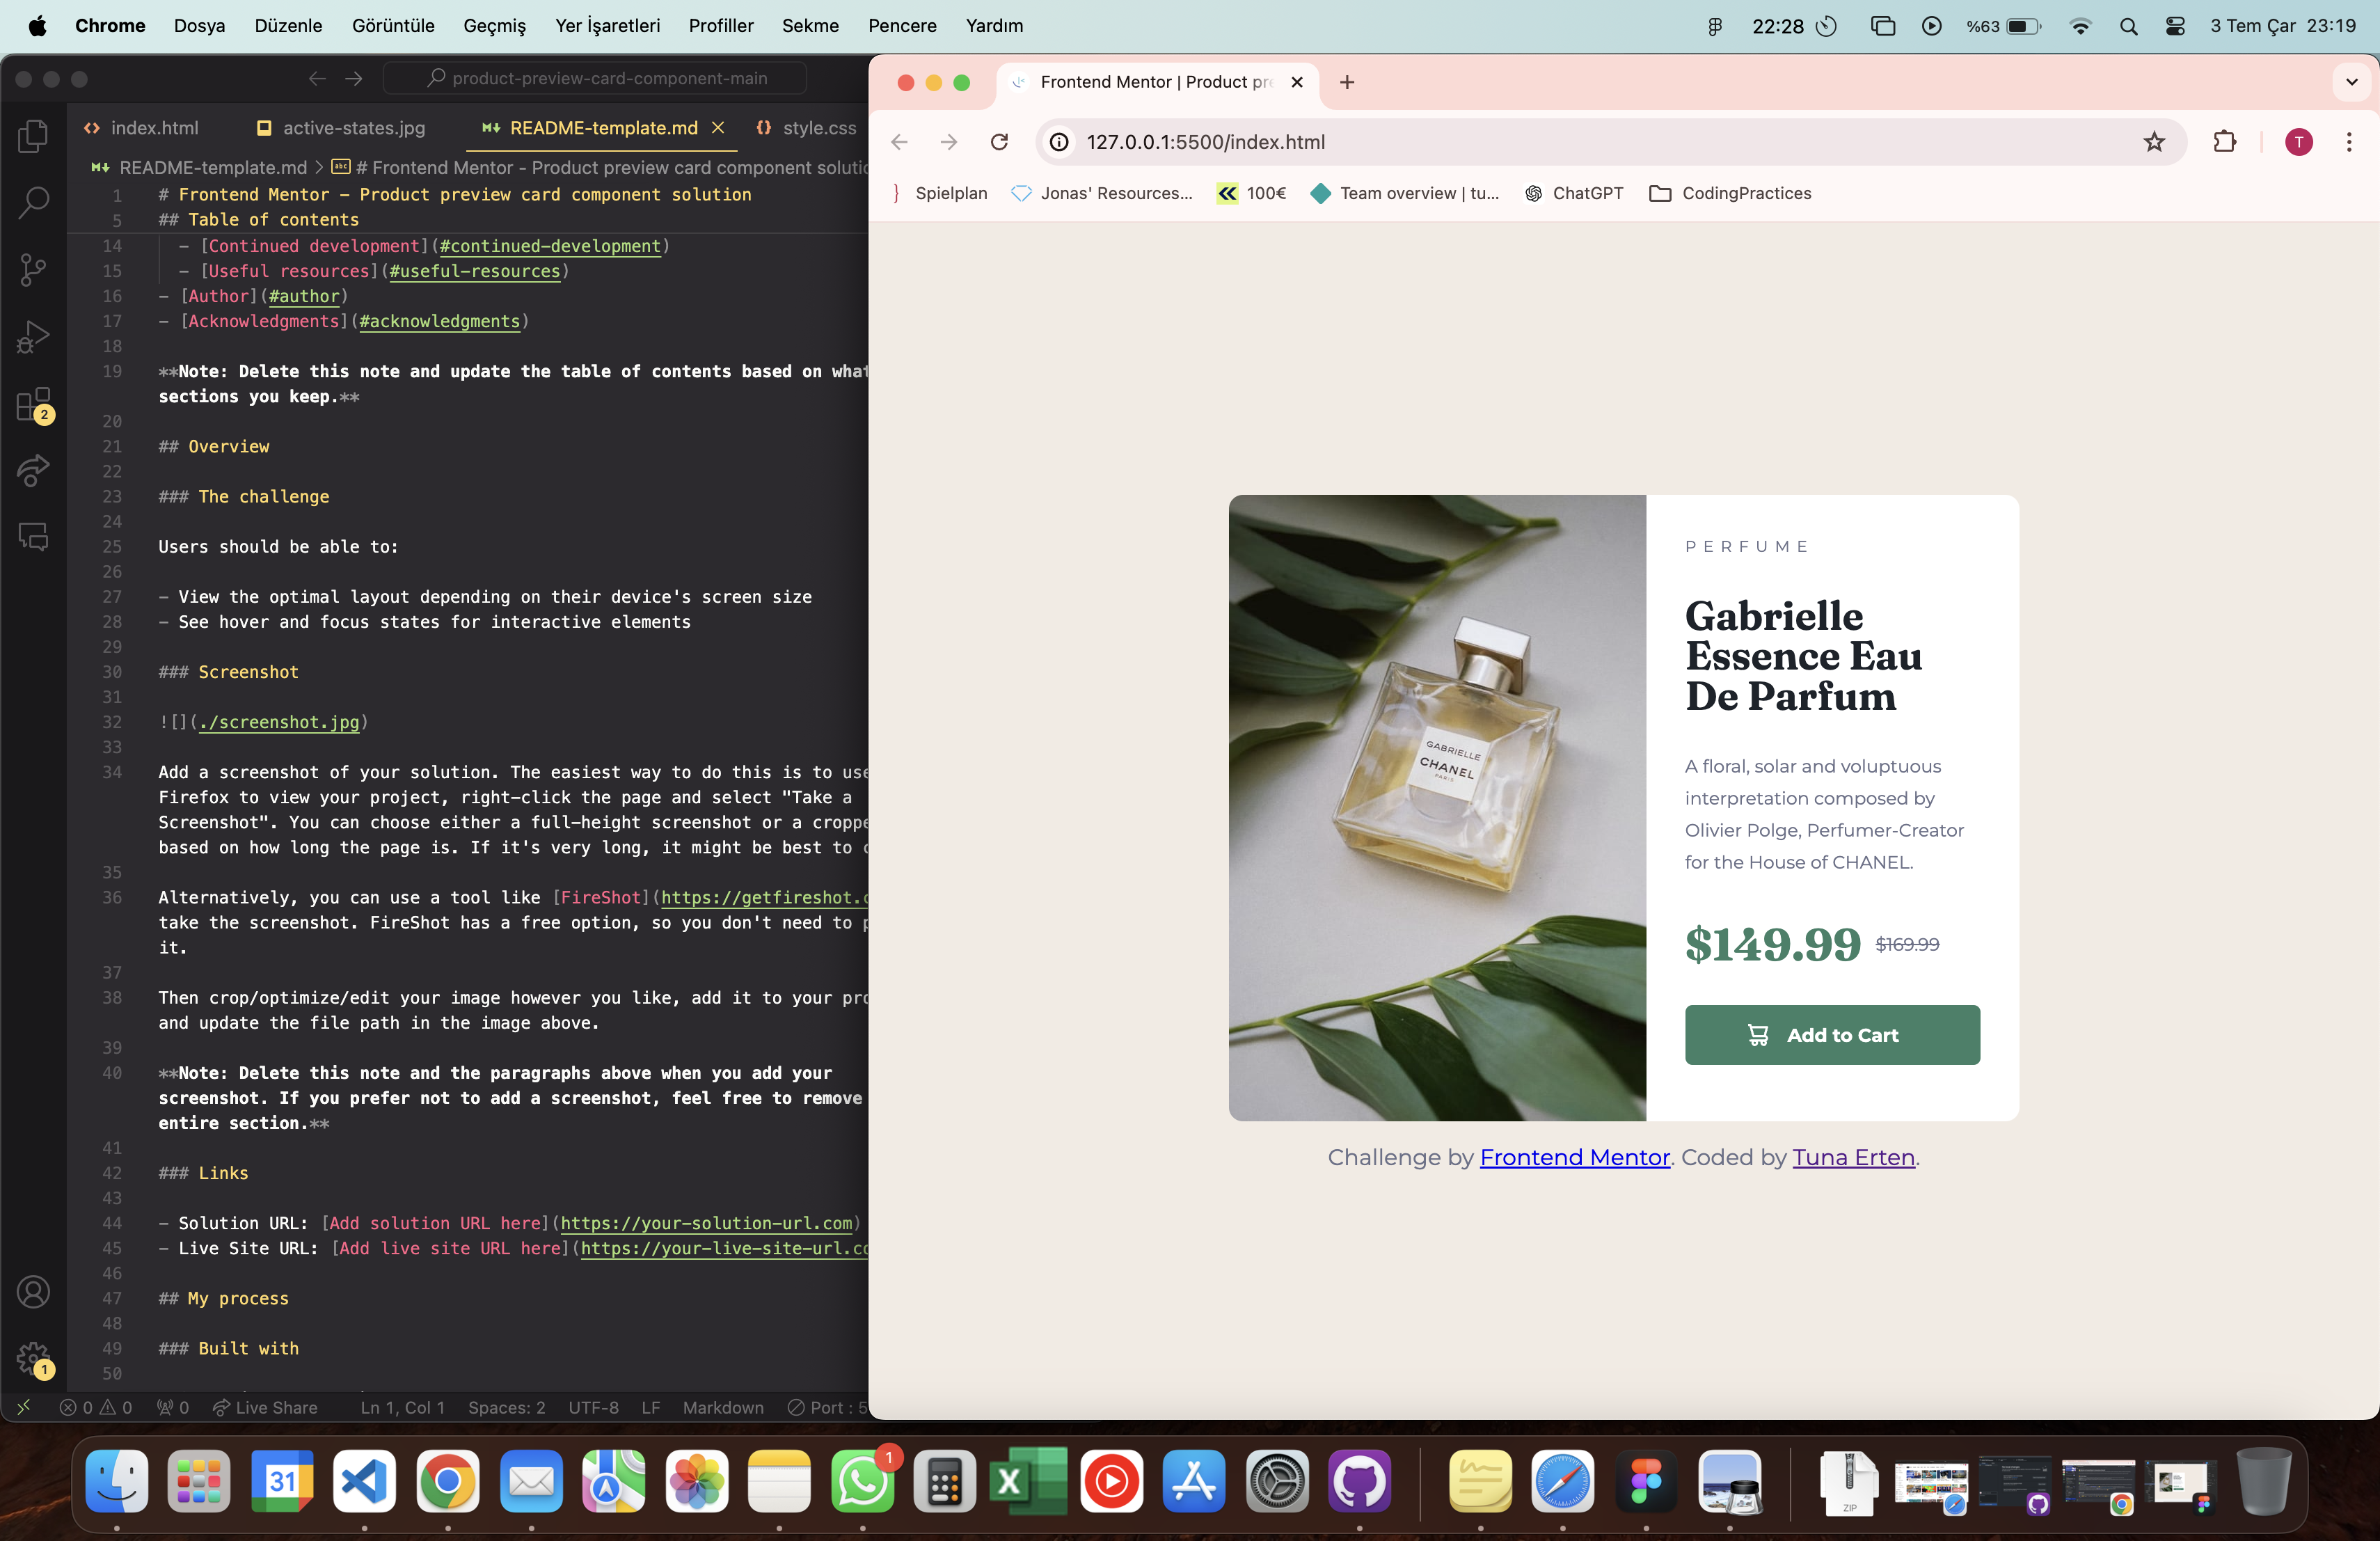 Chrome Dosya Düzenle Görüntüle Geçmiş Yer İşaretleri Profiller Sekme Pencere Yardım 22:28 %63 3 Tem Çar 23:19
product-preview-card-component-main
index.html active-states.jpg README-template.md style.css
README-template.md > # Frontend Mentor - Product preview card component
1 # Frontend Mentor - Product preview card component solution
5 ## Table of contents
14 - [Continued development](#continued-development)
15 - [Useful resources](#useful-resources)
16 - [Author](#author)
17 - [Acknowledgments](#acknowledgments)
18
19 **Note: Delete this note and update the table of contents based on what
sections you keep.**
20
21 ## Overview
22
23 ### The challenge
24
25 Users should be able to:
26
27 - View the optimal layout depending on their device's screen size
28 - See hover and focus states for interactive elements
29
30 ### Screenshot
31
32 ![](./screenshot.jpg)
33
34 Add a screenshot of your solution. The easiest way to do this is to use
Firefox to view your project, right-click the page and select "Take a
Screenshot". You can choose either a full-height screenshot or a
based on how long the page is. If it's very long, it might be best to
35
36 Alternatively, you can use a tool like [FireShot](https://getfireshot.
take the screenshot. FireShot has a free option, so you don't need to
it.
37
38 Then crop/optimize/edit your image however you like, add it to your
and update the file path in the image above.
39
40 **Note: Delete this note and the paragraphs above when you add your
screenshot. If you prefer not to add a screenshot, feel free to remove
entire section.**
41
42 ### Links
43
44 - Solution URL: [Add solution URL here](https://your-solution-url.com)
45 - Live Site URL: [Add live site URL here](https://your-live-site-url.
46
47 ## My process
48
49 ### Built with
50
2
1
0 0 0 Live Share Ln 1, Col 1 Spaces: 2 UTF-8 LF Markdown Port : 5
Frontend Mentor | Product
127.0.0.1:5500/index.html T
Spielplan Jonas' Resources... 100€ Team overview | tu... ChatGPT CodingPractices
GABRIELLE
CHANEL
PARIS
PERFUME
Gabrielle
Essence Eau
De Parfum
A floral, solar and voluptuous
interpretation composed by
Olivier Polge, Perfumer-Creator
for the House of CHANEL.
$149.99 $169.99
Add to Cart
Challenge by Frontend Mentor. Coded by Tuna Erten.
31
1
X
ZIP